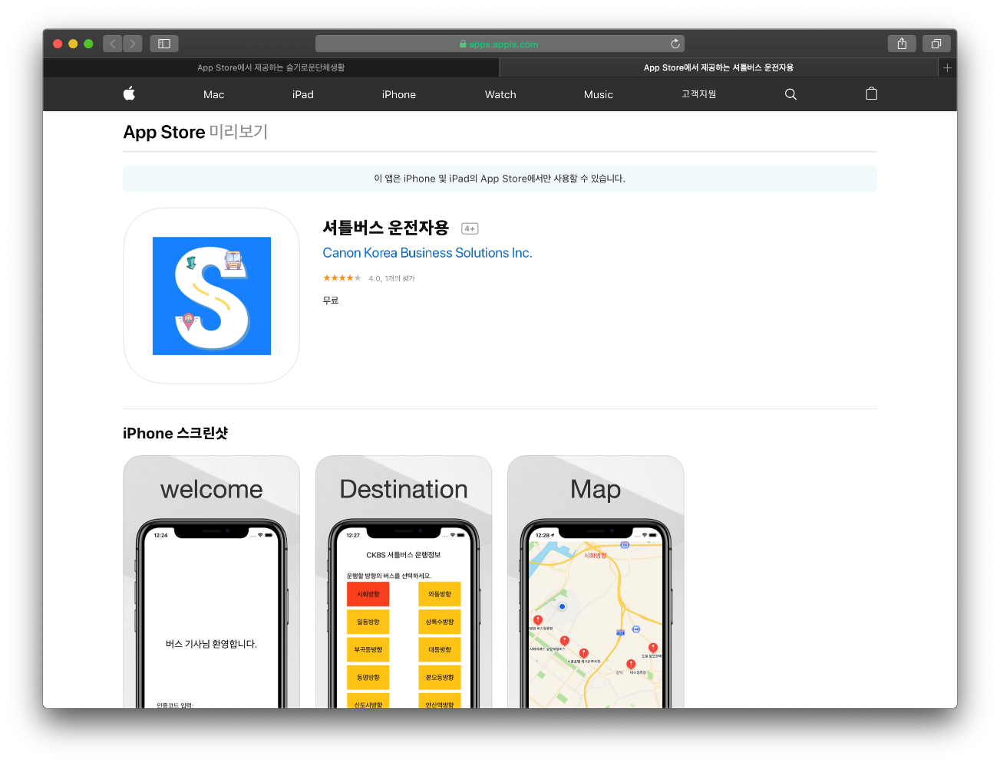 apps.apple.com
App Store에서 제공하는 슬기로운단체생활
App Store에서 제공하는 셔틀버스 운전자용
Mac
iPad
iPhone
Watch
Music
고객지원
App Store 미리보기
이 앱은 iPhone 및 iPad의 App Store에서만 사용할 수 있습니다.
셔틀버스 운전자용 4+
Canon Korea Business Solutions Inc.
4.0, 1개의 평가
무료
iPhone 스크린샷
welcome
12:24
버스 기사님 환영합니다.
인증코드 입력:
Destination
12:27
CKBS 셔틀버스 운행정보
운행할 방향의 버스를 선택하세요.
시화방향
와동방향
일동방향
상록수방향
부곡동방향
대동방향
동명방향
본오동방향
신도시방향
안산역방향
Map
12:28
시화방향